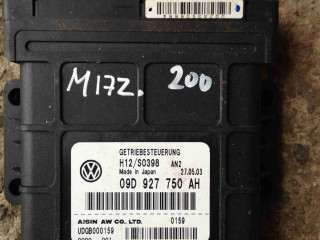 M17Z. 200
GETRIEBESTEUERUNG
H12/S0398 AN2
Made in Japan 27.05.03
09D 927 750 AH
AISIN AW CO., LTD. 0159
UDGB000159